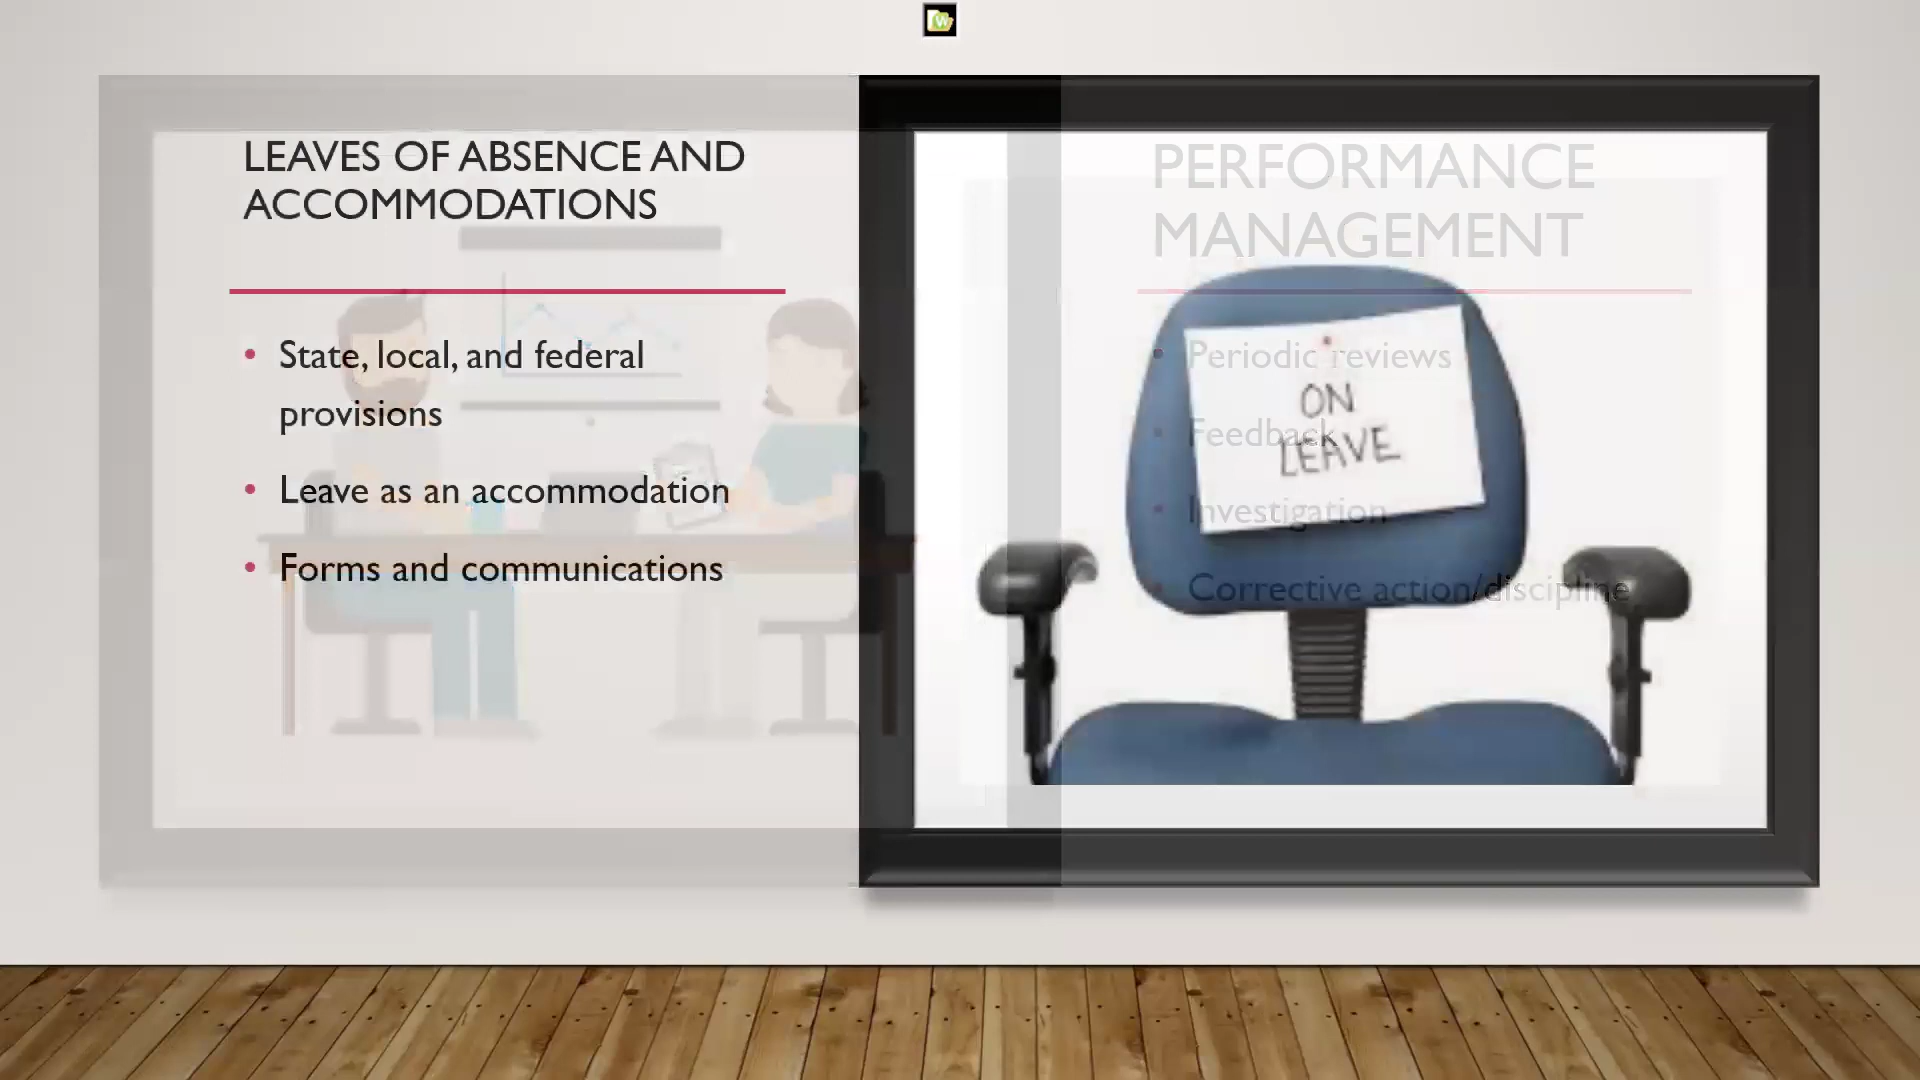 LEAVES OF ABSENCE AND
ACCOMMODATIONS
• State, local, and federal
provisions
• Leave as an accommodation
• Forms and communications
PERFORMANCE
MANAGEMENT
• Periodic reviews
• Feedback
• Investigation
• Corrective action/discipline
ON
LEAVE
W